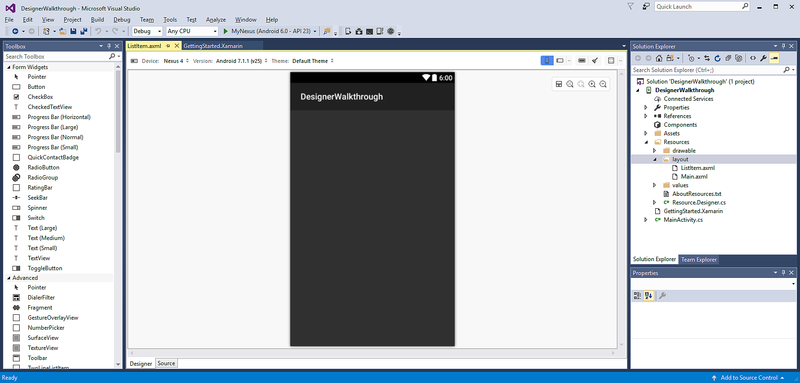 DesignerWalkthrough - Microsoft Visual Studio
Quick Launch (Ctrl+Q)
File Edit View Project Build Debug Team Tools Test Analyze Window Help
Sign in
Debug Any CPU MyNexus (Android 6.0 - API 23)
Toolbox
Search Toolbox
Form Widgets
Pointer
Button
CheckBox
CheckedTextView
Progress Bar (Horizontal)
Progress Bar (Large)
Progress Bar (Normal)
Progress Bar (Small)
QuickContactBadge
RadioButton
RadioGroup
RatingBar
SeekBar
Spinner
Switch
Text (Large)
Text (Medium)
Text (Small)
TextView
ToggleButton
Advanced
Pointer
DialerFilter
Fragment
GestureOverlayView
NumberPicker
SurfaceView
TextureView
Toolbar
TwoLineListItem
ListItem.axml GettingStarted.Xamarin
Device: Nexus 4 Version: Android 7.1.1 (v25) Theme: Default Theme
6:00
DesignerWalkthrough
Designer Source
Solution Explorer
Search Solution Explorer (Ctrl+;)
Solution 'DesignerWalkthrough' (1 project)
DesignerWalkthrough
Connected Services
Properties
References
Components
Assets
Resources
drawable
layout
ListItem.axml
Main.axml
values
AboutResources.txt
Resource.Designer.cs
GettingStarted.Xamarin
MainActivity.cs
Solution Explorer Team Explorer
Properties
Ready
Add to Source Control